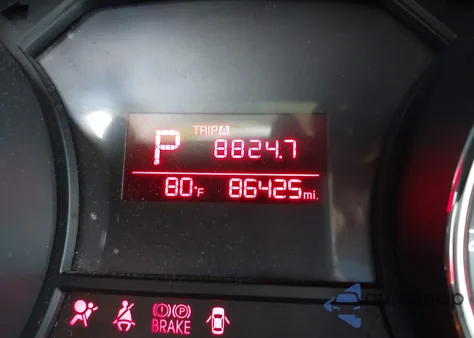 TRIP A
P 8824.7
80°F 86425 mi.
(!) (P)
BRAKE